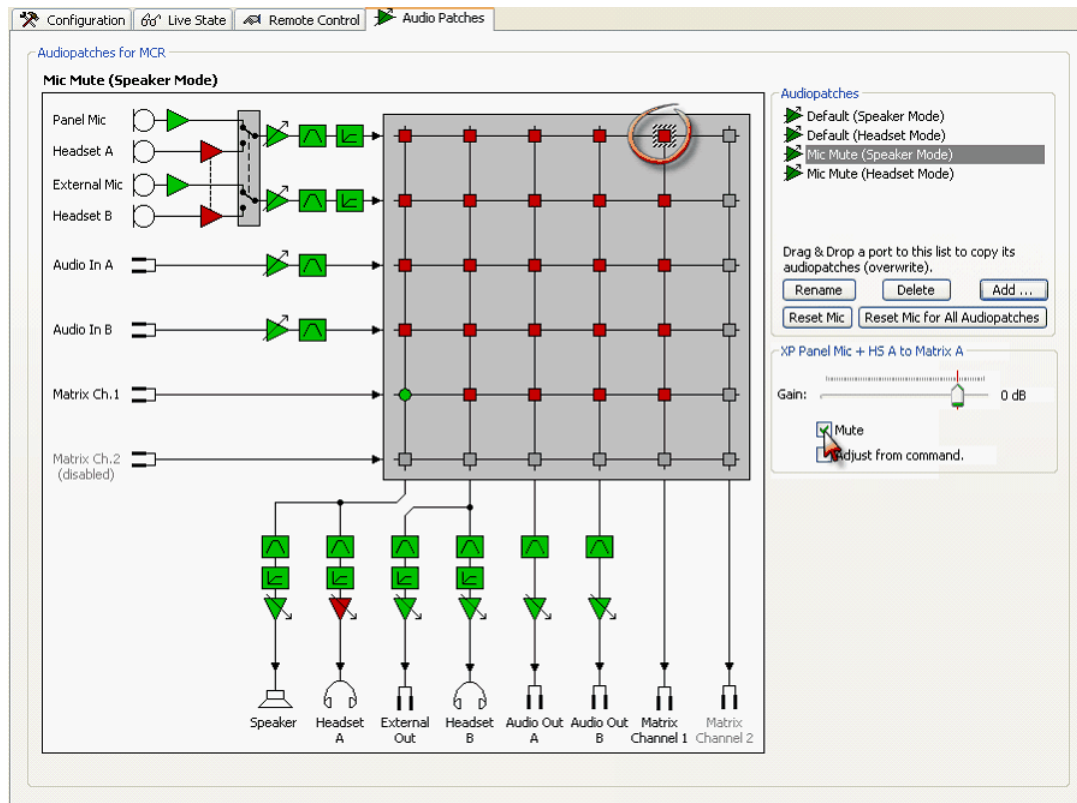 Configuration
Live State
Remote Control
Audio Patches
Audiopatches for MCR
Mic Mute (Speaker Mode)
Panel Mic
Headset A
External Mic
Headset B
Audio In A
Audio In B
Matrix Ch.1
Matrix Ch.2
(disabled)
Speaker
Headset
A
External
Out
Headset
B
Audio Out
A
Audio Out
B
Matrix
Channel 1
Matrix
Channel 2
Audiopatches
Default (Speaker Mode)
Default (Headset Mode)
Mic Mute (Speaker Mode)
Mic Mute (Headset Mode)
Drag & Drop a port to this list to copy its
audiopatches (overwrite).
Rename
Delete
Add ...
Reset Mic
Reset Mic for All Audiopatches
XP Panel Mic + HS A to Matrix A
Gain:
0 dB
Mute
Adjust from command.